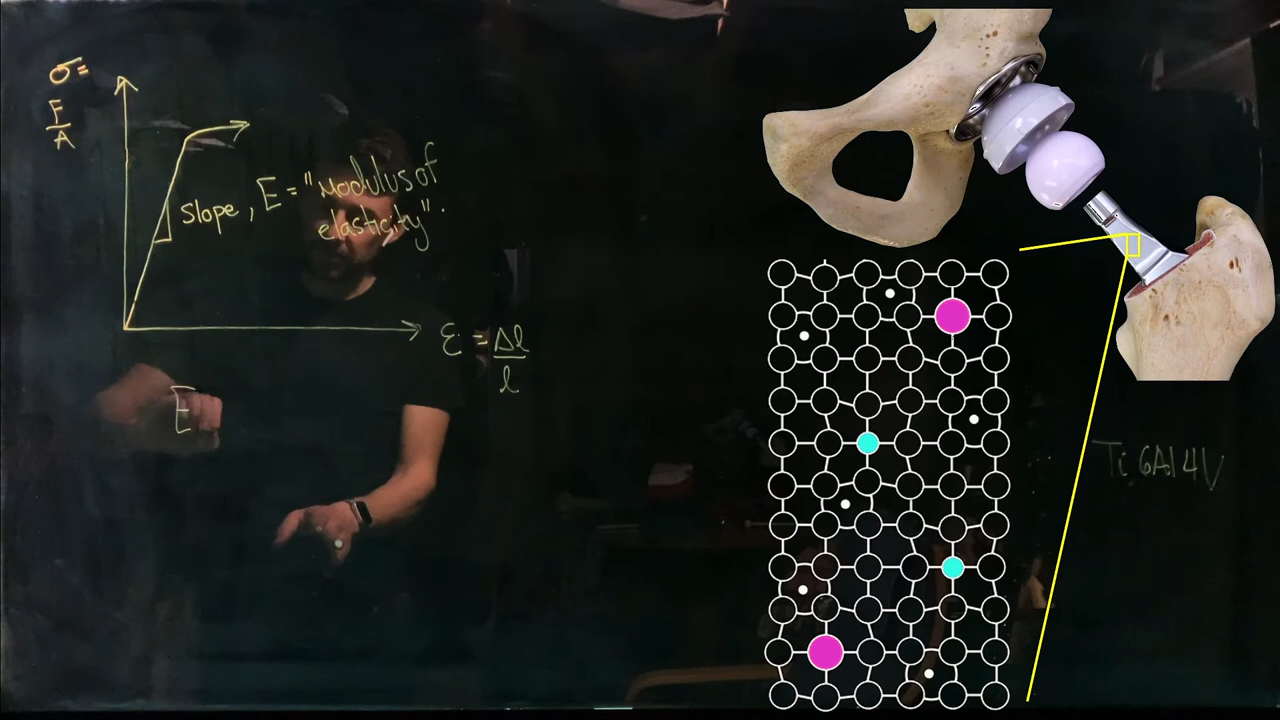 σ=
F
A
slope, E = "Modulus of
elasticity".
ε = Δl
l
E
Ti 6Al 4V